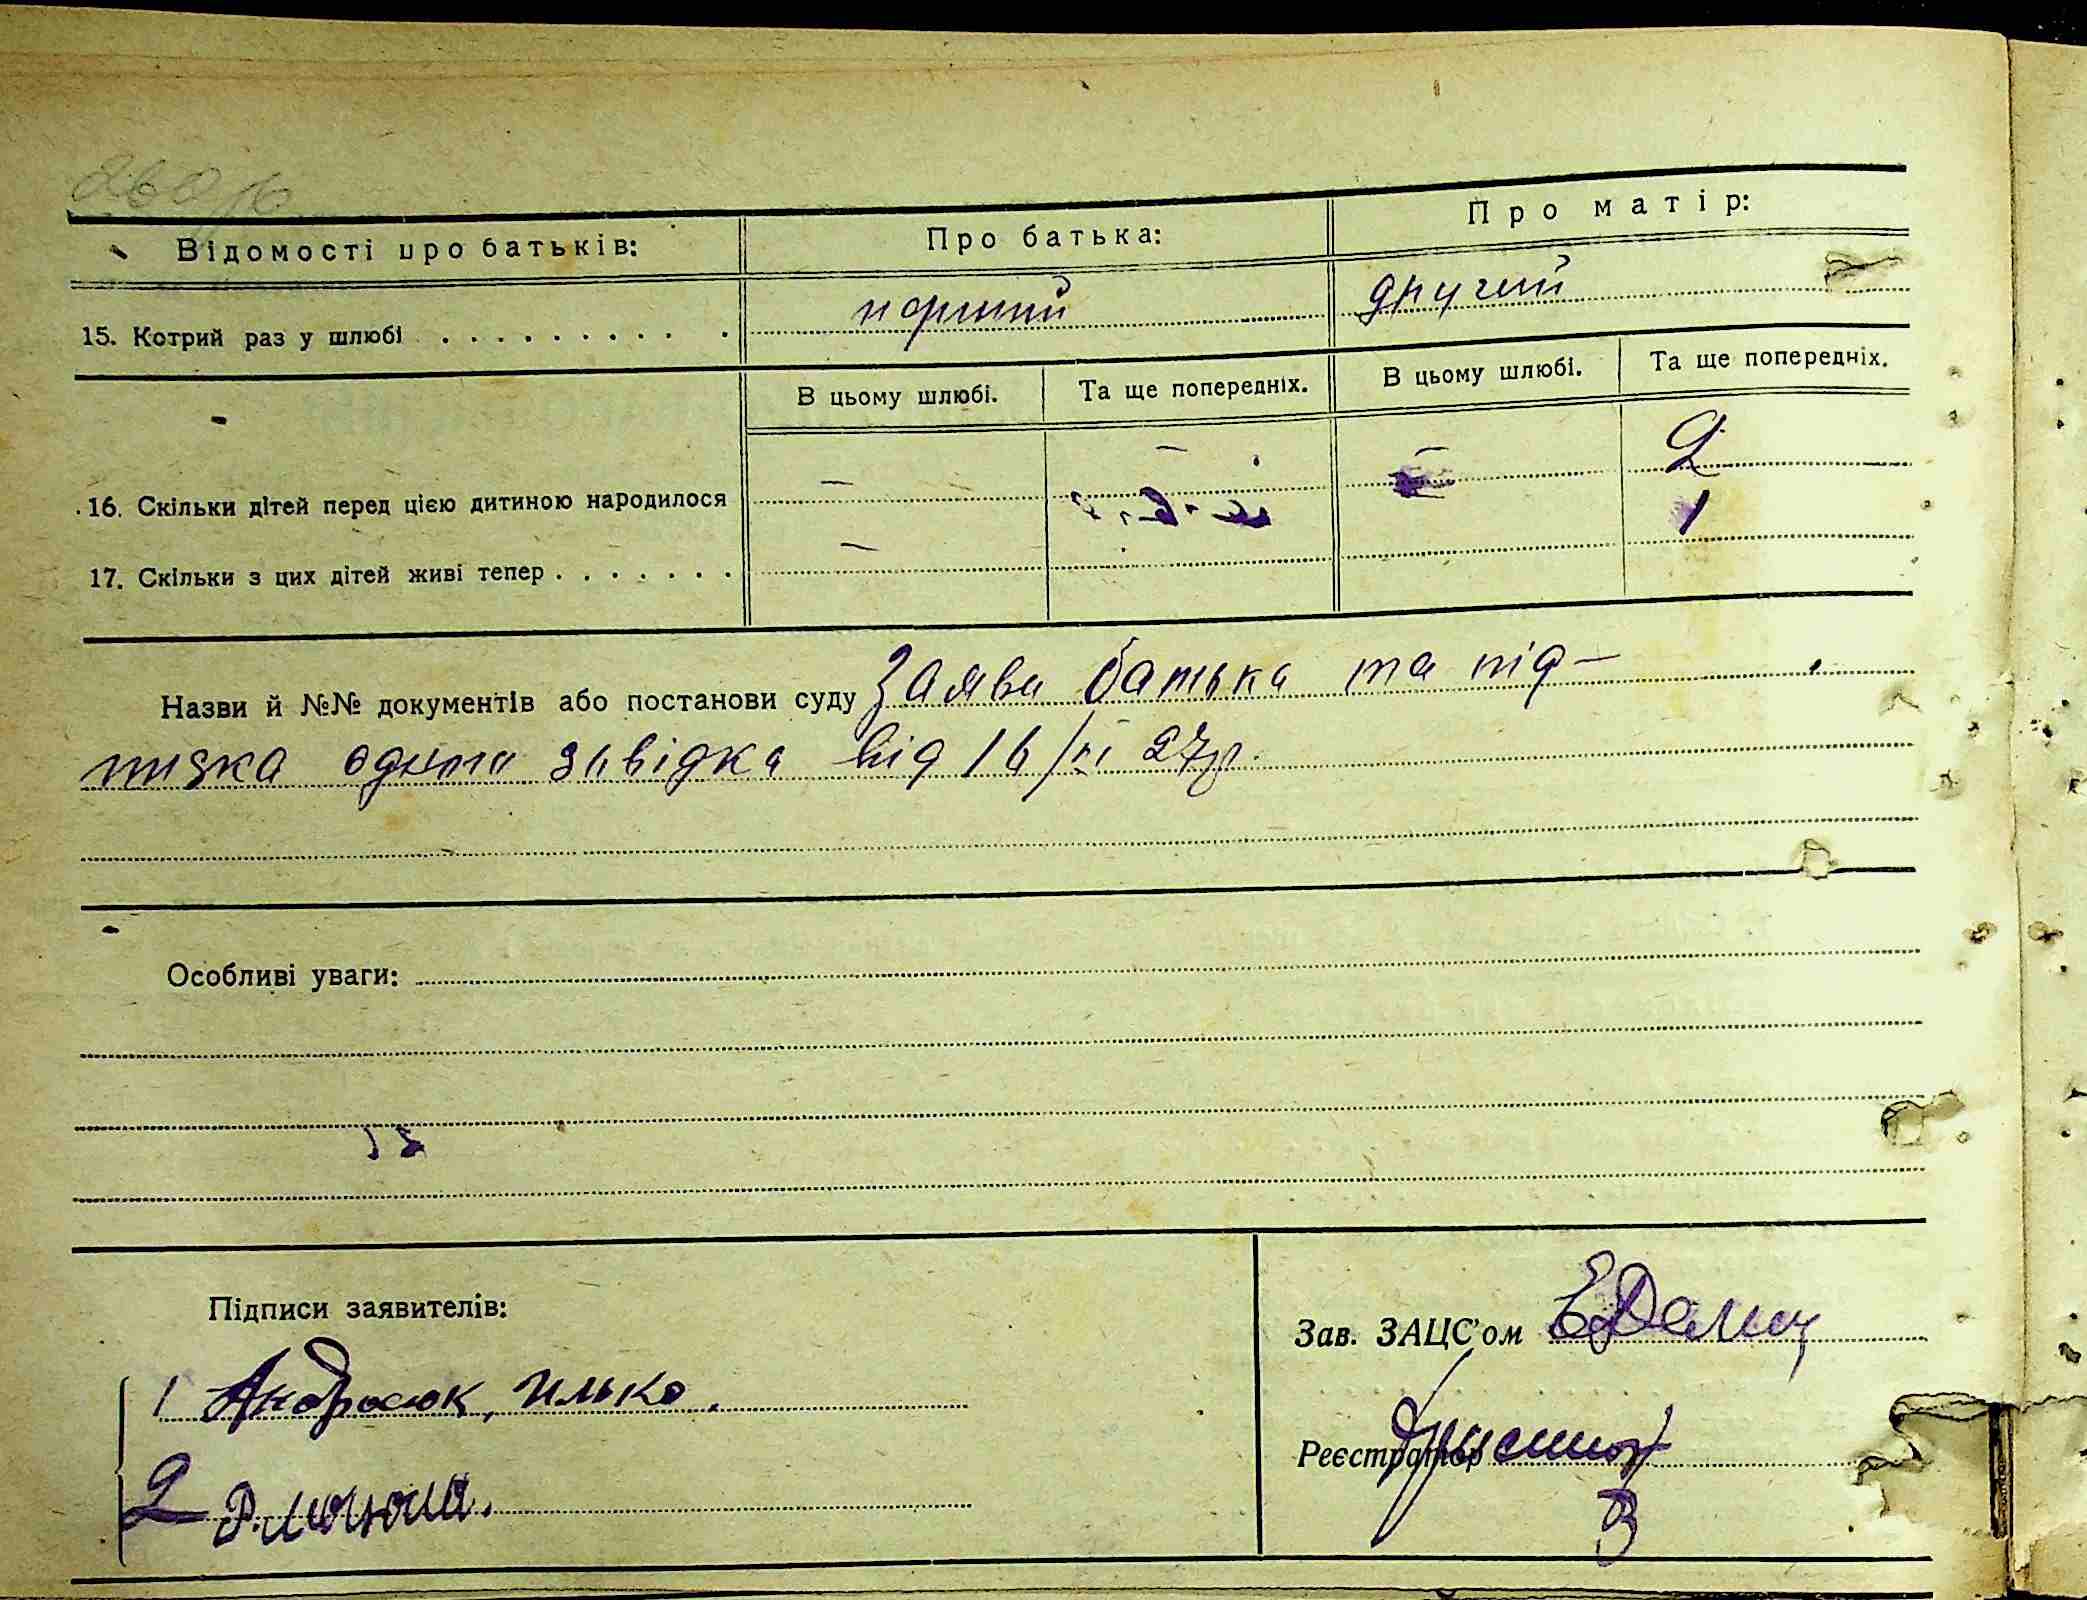 Відомості про батьків: Про батька: Про матір:
15. Котрий раз у шлюбі . . . . . . . . . . перший другий
В цьому шлюбі. Та ще попередніх. В цьому шлюбі. Та ще попередніх.
16. Скільки дітей перед цією дитиною народилося — — — 2
17. Скільки з цих дітей живі тепер . . . . . . . — 1
Назви й №№ документів або постанови суду Заява батька та під-
писка одного завідка від 16/VI 27р.
Особливі уваги:
Підписи заявителів:
Зав. ЗАЦС'ом
1 Андросюк, Илько.
Реєстратор
2